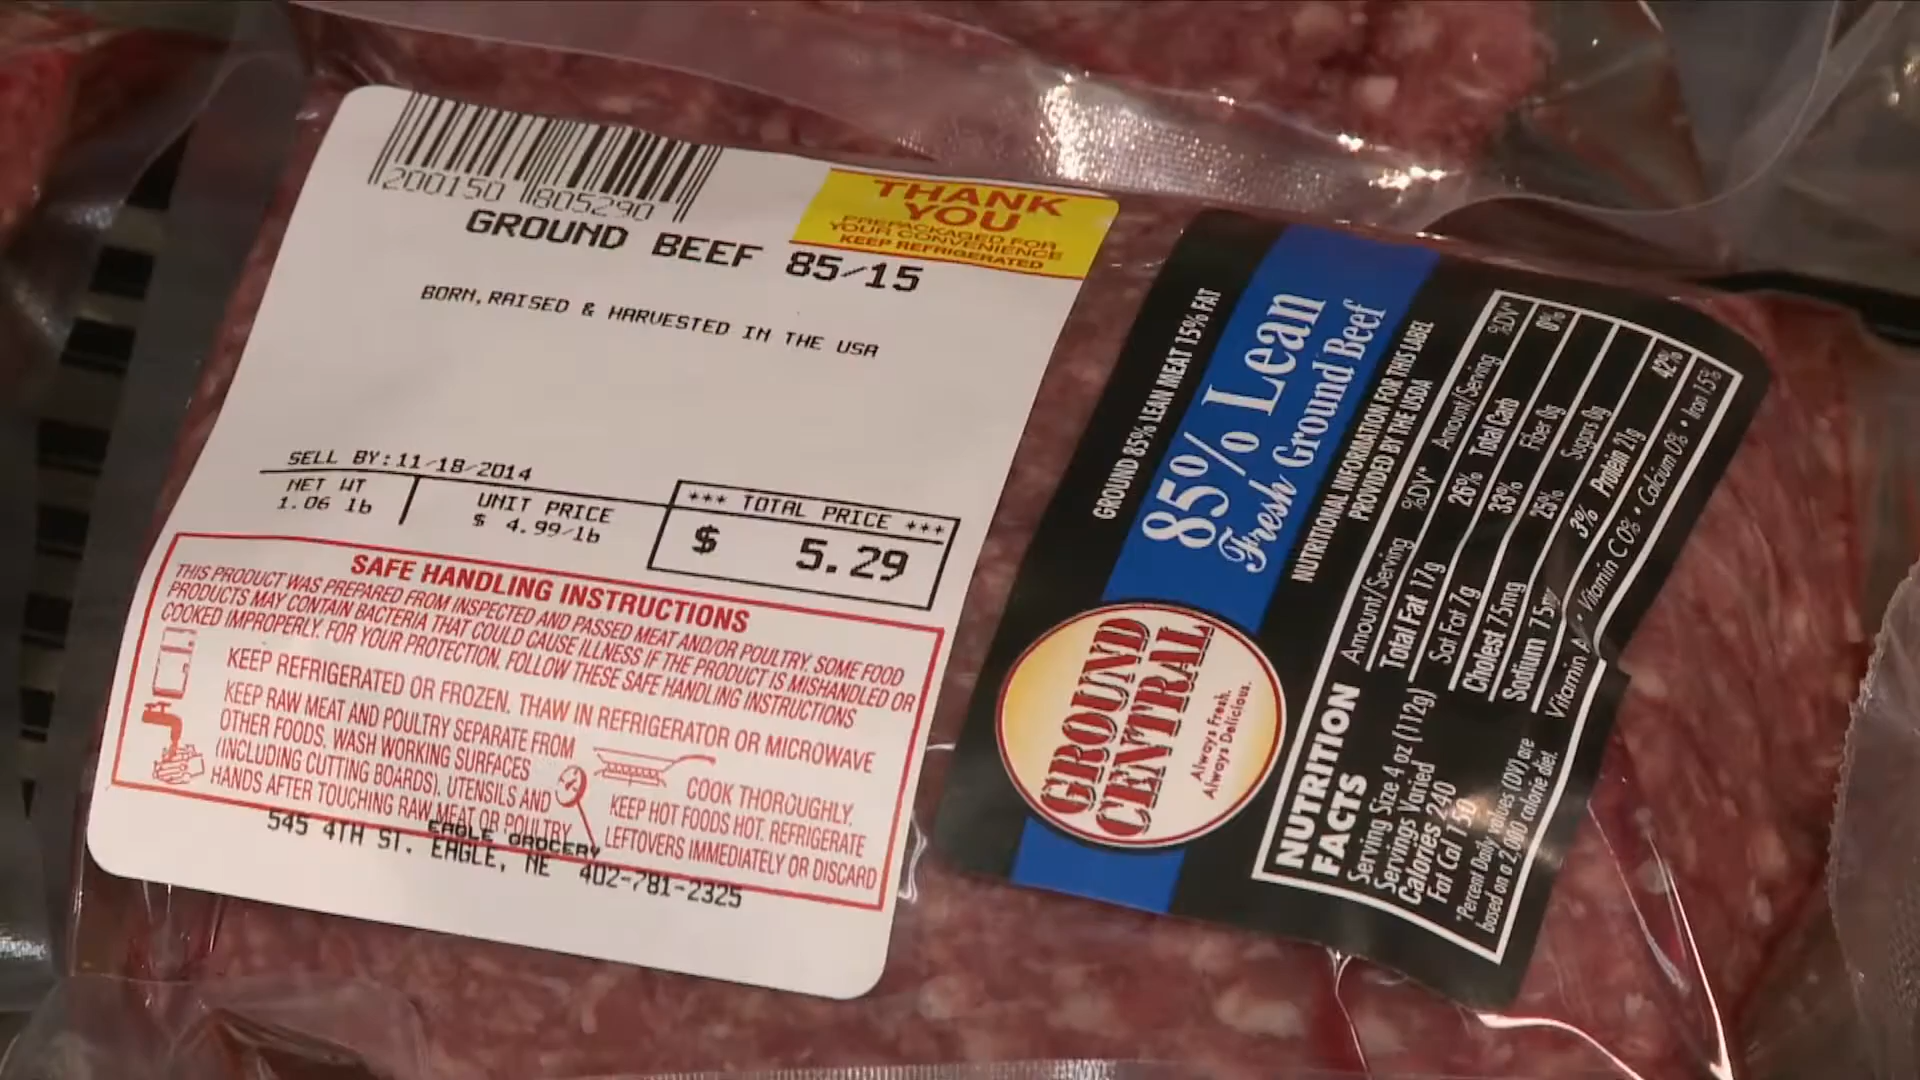 200150 805290
THANK
YOU
PREPACKAGED FOR
YOUR CONVENIENCE
KEEP REFRIGERATED
GROUND BEEF 85/15
BORN, RAISED & HARVESTED IN THE USA
SELL BY:11/18/2014
NET WT
1.06 lb
UNIT PRICE
$ 4.99/lb
*** TOTAL PRICE ***
$ 5.29
SAFE HANDLING INSTRUCTIONS
THIS PRODUCT WAS PREPARED FROM INSPECTED AND PASSED MEAT AND/OR POULTRY. SOME FOOD
PRODUCTS MAY CONTAIN BACTERIA THAT COULD CAUSE ILLNESS IF THE PRODUCT IS MISHANDLED OR
COOKED IMPROPERLY. FOR YOUR PROTECTION, FOLLOW THESE SAFE HANDLING INSTRUCTIONS
KEEP REFRIGERATED OR FROZEN. THAW IN REFRIGERATOR OR MICROWAVE
KEEP RAW MEAT AND POULTRY SEPARATE FROM
OTHER FOODS. WASH WORKING SURFACES
(INCLUDING CUTTING BOARDS), UTENSILS AND
HANDS AFTER TOUCHING RAW MEAT OR POULTRY.
COOK THOROUGHLY.
KEEP HOT FOODS HOT. REFRIGERATE
LEFTOVERS IMMEDIATELY OR DISCARD
EAGLE GROCERY
545 4TH ST. EAGLE, NE 402-781-2325
GROUND 85% LEAN MEAT 15% FAT
85% Lean
Fresh Ground Beef
NUTRITIONAL INFORMATION FOR THIS LABEL
PROVIDED BY THE USDA
GROUND
CENTRAL
Always Fresh.
Always Delicious.
NUTRITION
FACTS
Serving Size 4 oz (112g)
Servings Varied
Calories 240
Fat Cal 150
*Percent Daily values (DV) are
based on a 2,000 calorie diet.
Amount/Serving %DV* Amount/Serving %DV*
Total Fat 17g 26% Total Carb 0%
Sat Fat 7g 33% Fiber 0g
Cholest 75mg 25% Sugars 0g
Sodium 75mg 3% Protein 21g 42%
Vitamin A • Vitamin C 0% • Calcium 0% • Iron 15%